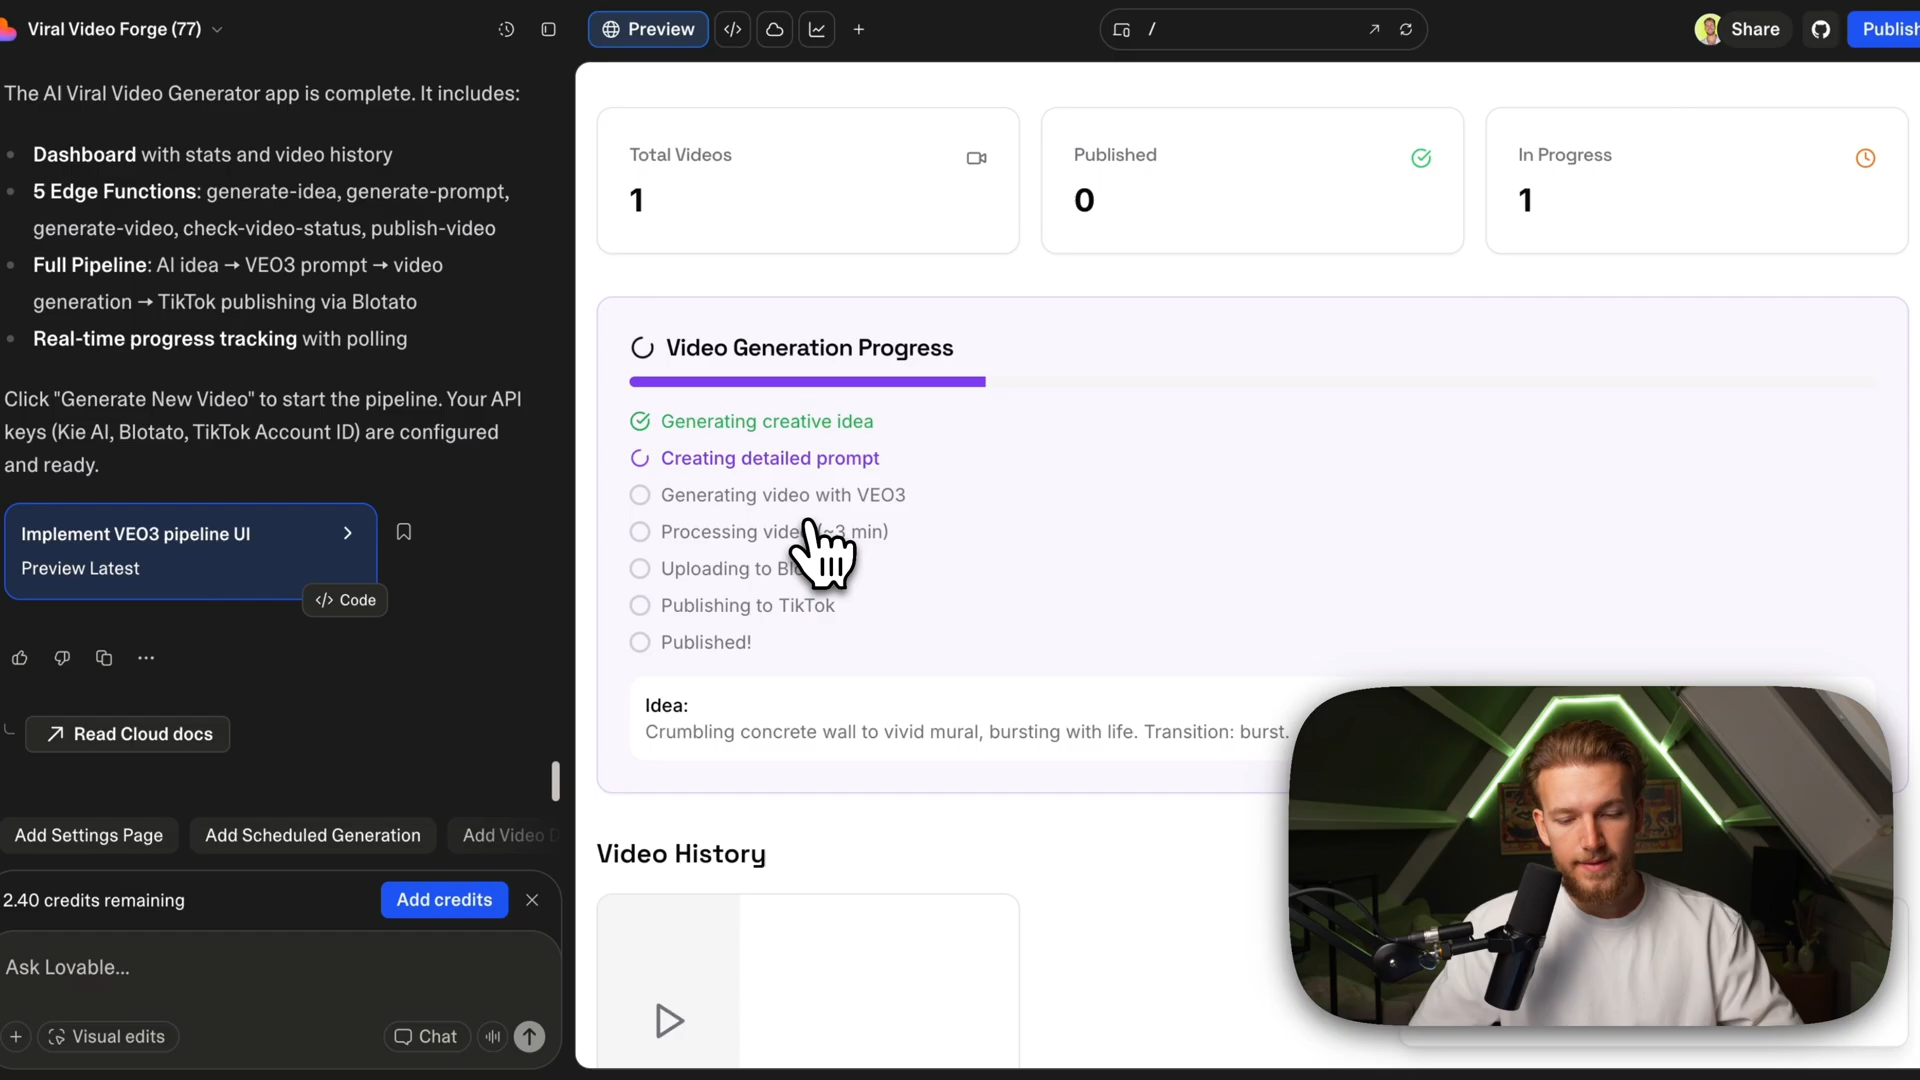 Viral Video Forge (77)
Preview
/
Share
Publish
The AI Viral Video Generator app is complete. It includes:
Dashboard with stats and video history
5 Edge Functions: generate-idea, generate-prompt,
generate-video, check-video-status, publish-video
Full Pipeline: AI idea → VEO3 prompt → video
generation → TikTok publishing via Blotato
Real-time progress tracking with polling
Click "Generate New Video" to start the pipeline. Your API
keys (Kie AI, Blotato, TikTok Account ID) are configured
and ready.
Implement VEO3 pipeline UI
Preview Latest
Code
Read Cloud docs
Add Settings Page
Add Scheduled Generation
Add Video
2.40 credits remaining
Add credits
Ask Lovable...
Visual edits
Chat
Total Videos
1
Published
0
In Progress
1
Video Generation Progress
Generating creative idea
Creating detailed prompt
Generating video with VEO3
Processing video (~3 min)
Uploading to
Publishing to TikTok
Published!
Idea:
Crumbling concrete wall to vivid mural, bursting with life. Transition: burst.
Video History